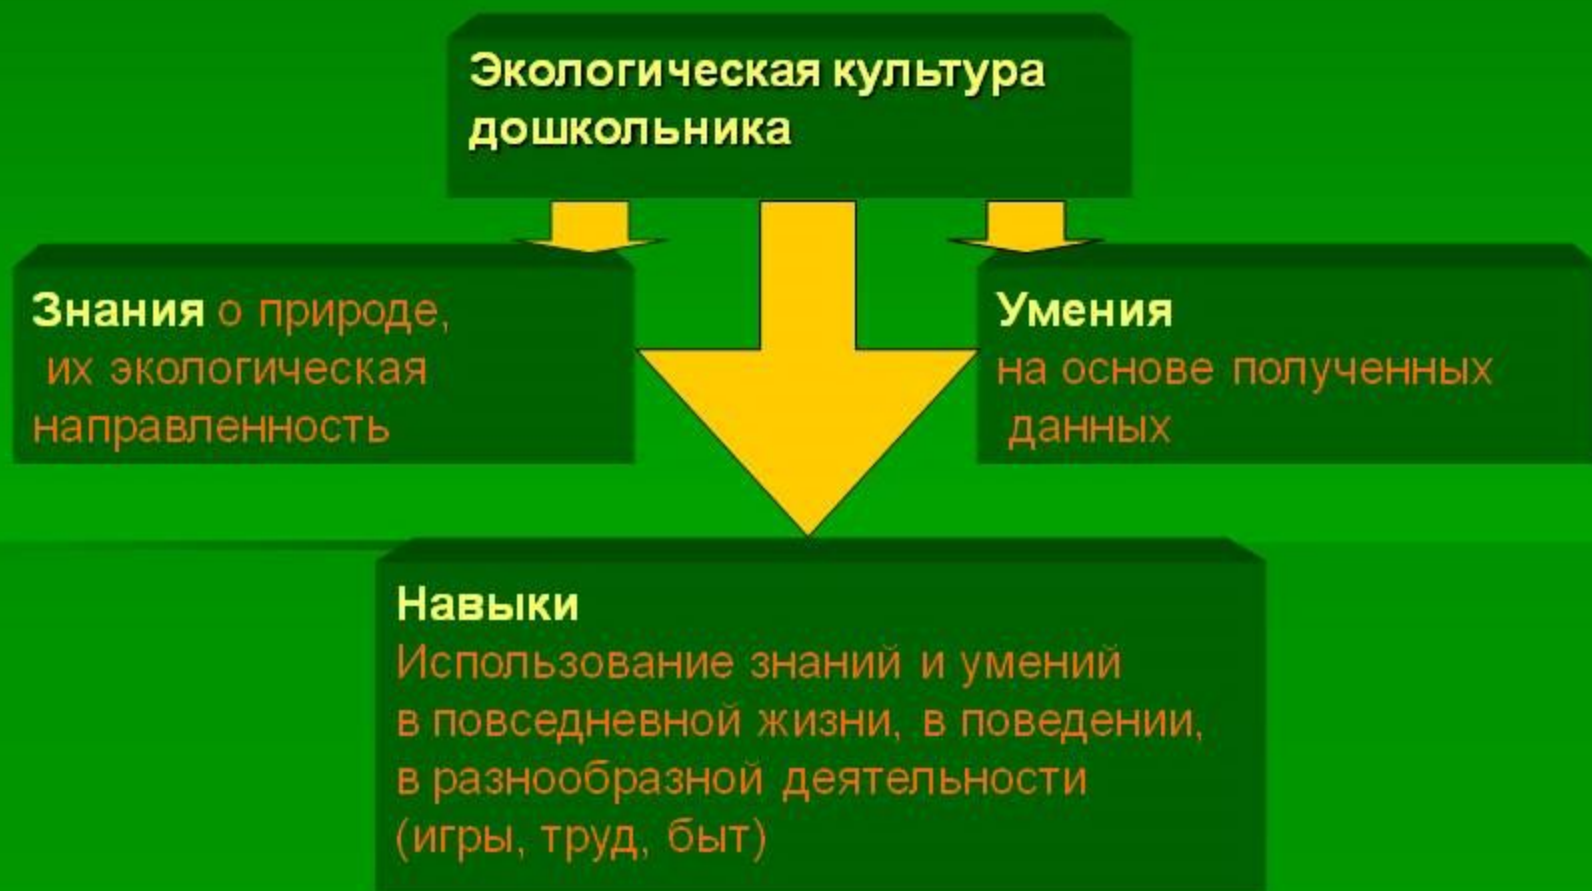 Экологическая культура
дошкольника
Знания о природе,
их экологическая
направленность
Умения
на основе полученных
данных
Навыки
Использование знаний и умений
в повседневной жизни, в поведении,
в разнообразной деятельности
(игры, труд, быт)